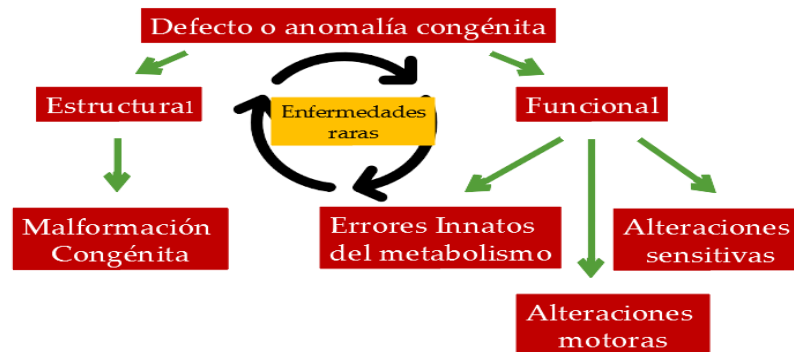 Defecto o anomalía congénita
Estructural
Enfermedades
raras
Funcional
Malformación
Congénita
Errores Innatos
del metabolismo
Alteraciones
sensitivas
Alteraciones
motoras